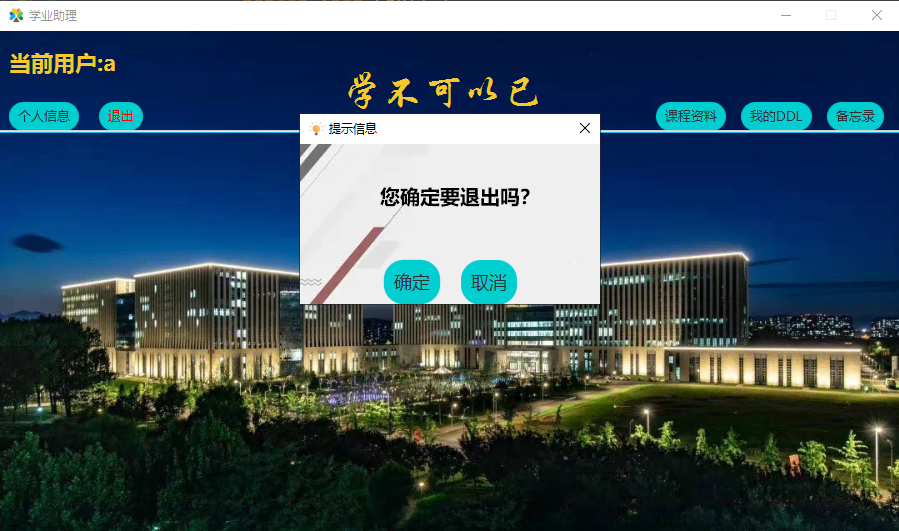 学业助理
当前用户:a
学不可以已
个人信息 退出 课程资料 我的DDL 备忘录
提示信息
您确定要退出吗?
确定 取消